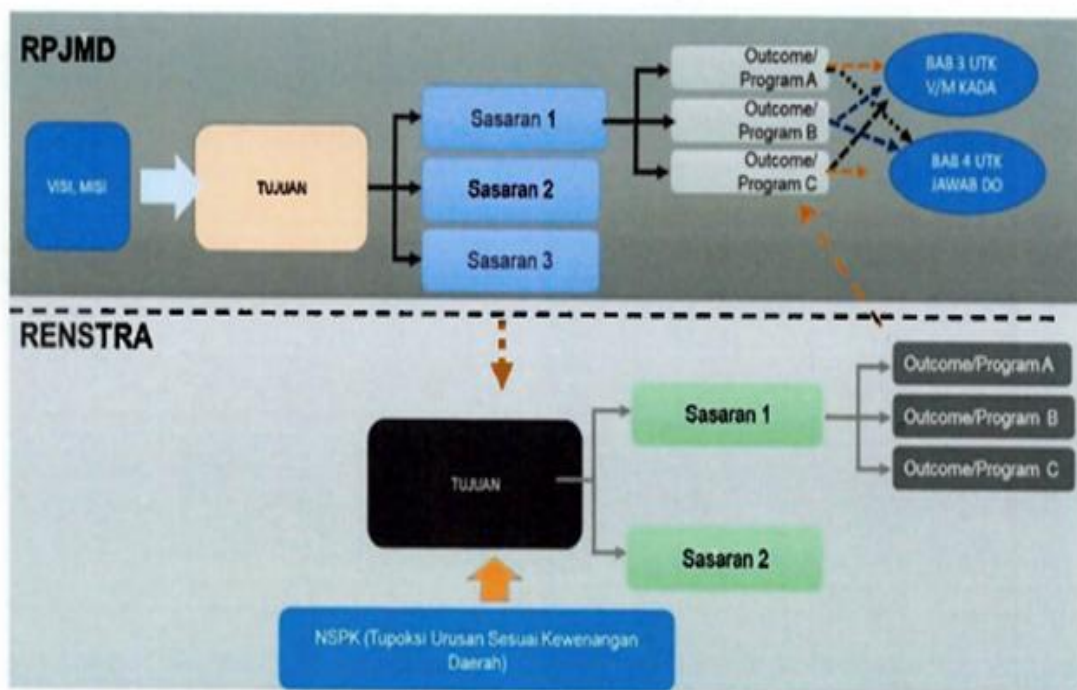 RPJMD
VISI, MISI
TUJUAN
Sasaran 1
Sasaran 2
Sasaran 3
Outcome/
Program A
Outcome/
Program B
Outcome/
Program C
BAB 3 UTK
V/M KADA
BAB 4 UTK
JAWAB DO
RENSTRA
TUJUAN
Sasaran 1
Sasaran 2
Outcome/Program A
Outcome/Program B
Outcome/Program C
NSPK (Tupoksi Urusan Sesuai Kewenangan
Daerah)